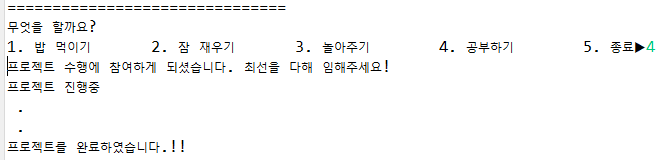 ===============================
무엇을 할까요?
1. 밥 먹이기 2. 잠 재우기 3. 놀아주기 4. 공부하기 5. 종료▶4
프로젝트 수행에 참여하게 되셨습니다. 최선을 다해 임해주세요!
프로젝트 진행중
.
.
프로젝트를 완료하였습니다.!!